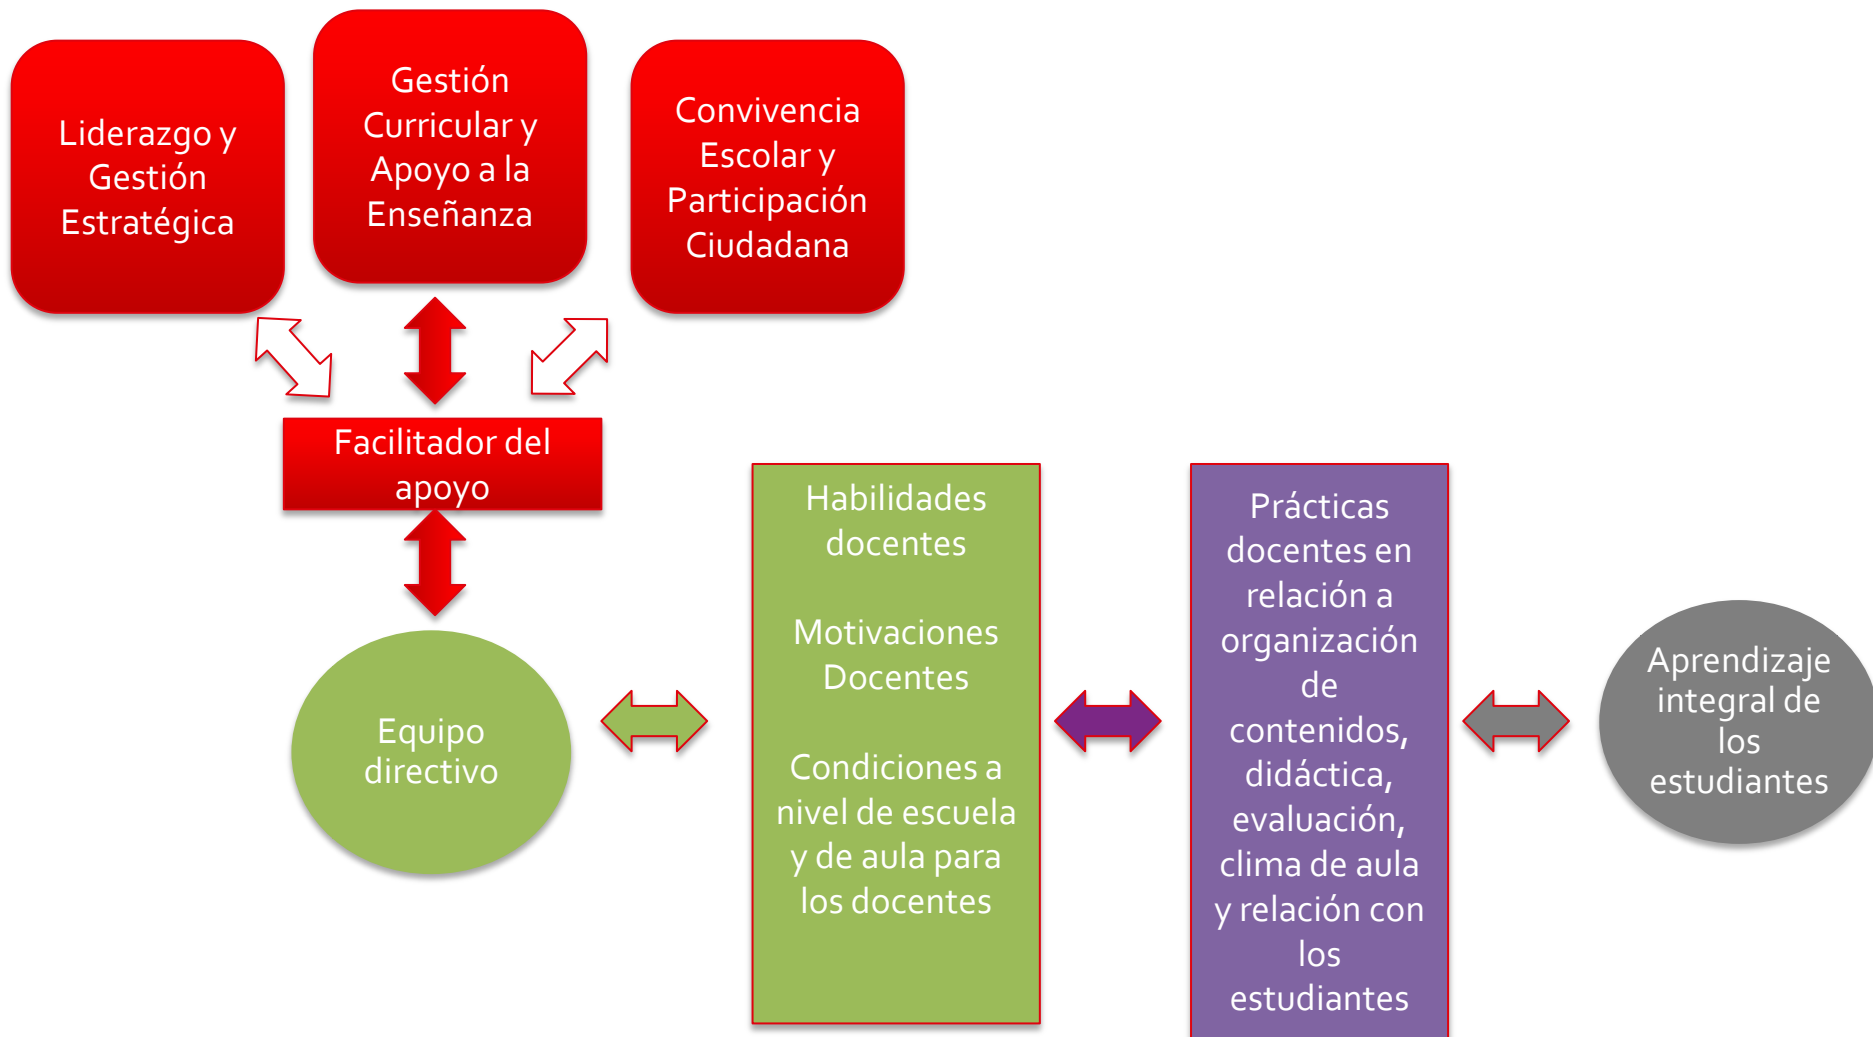 Liderazgo y
Gestión
Estratégica
Gestión
Curricular y
Apoyo a la
Enseñanza
Convivencia
Escolar y
Participación
Ciudadana
Facilitador del
apoyo
Equipo
directivo
Habilidades
docentes
Motivaciones
Docentes
Condiciones a
nivel de escuela
y de aula para
los docentes
Prácticas
docentes en
relación a
organización
de
contenidos,
didáctica,
evaluación,
clima de aula
y relación con
los
estudiantes
Aprendizaje
integral de
los
estudiantes